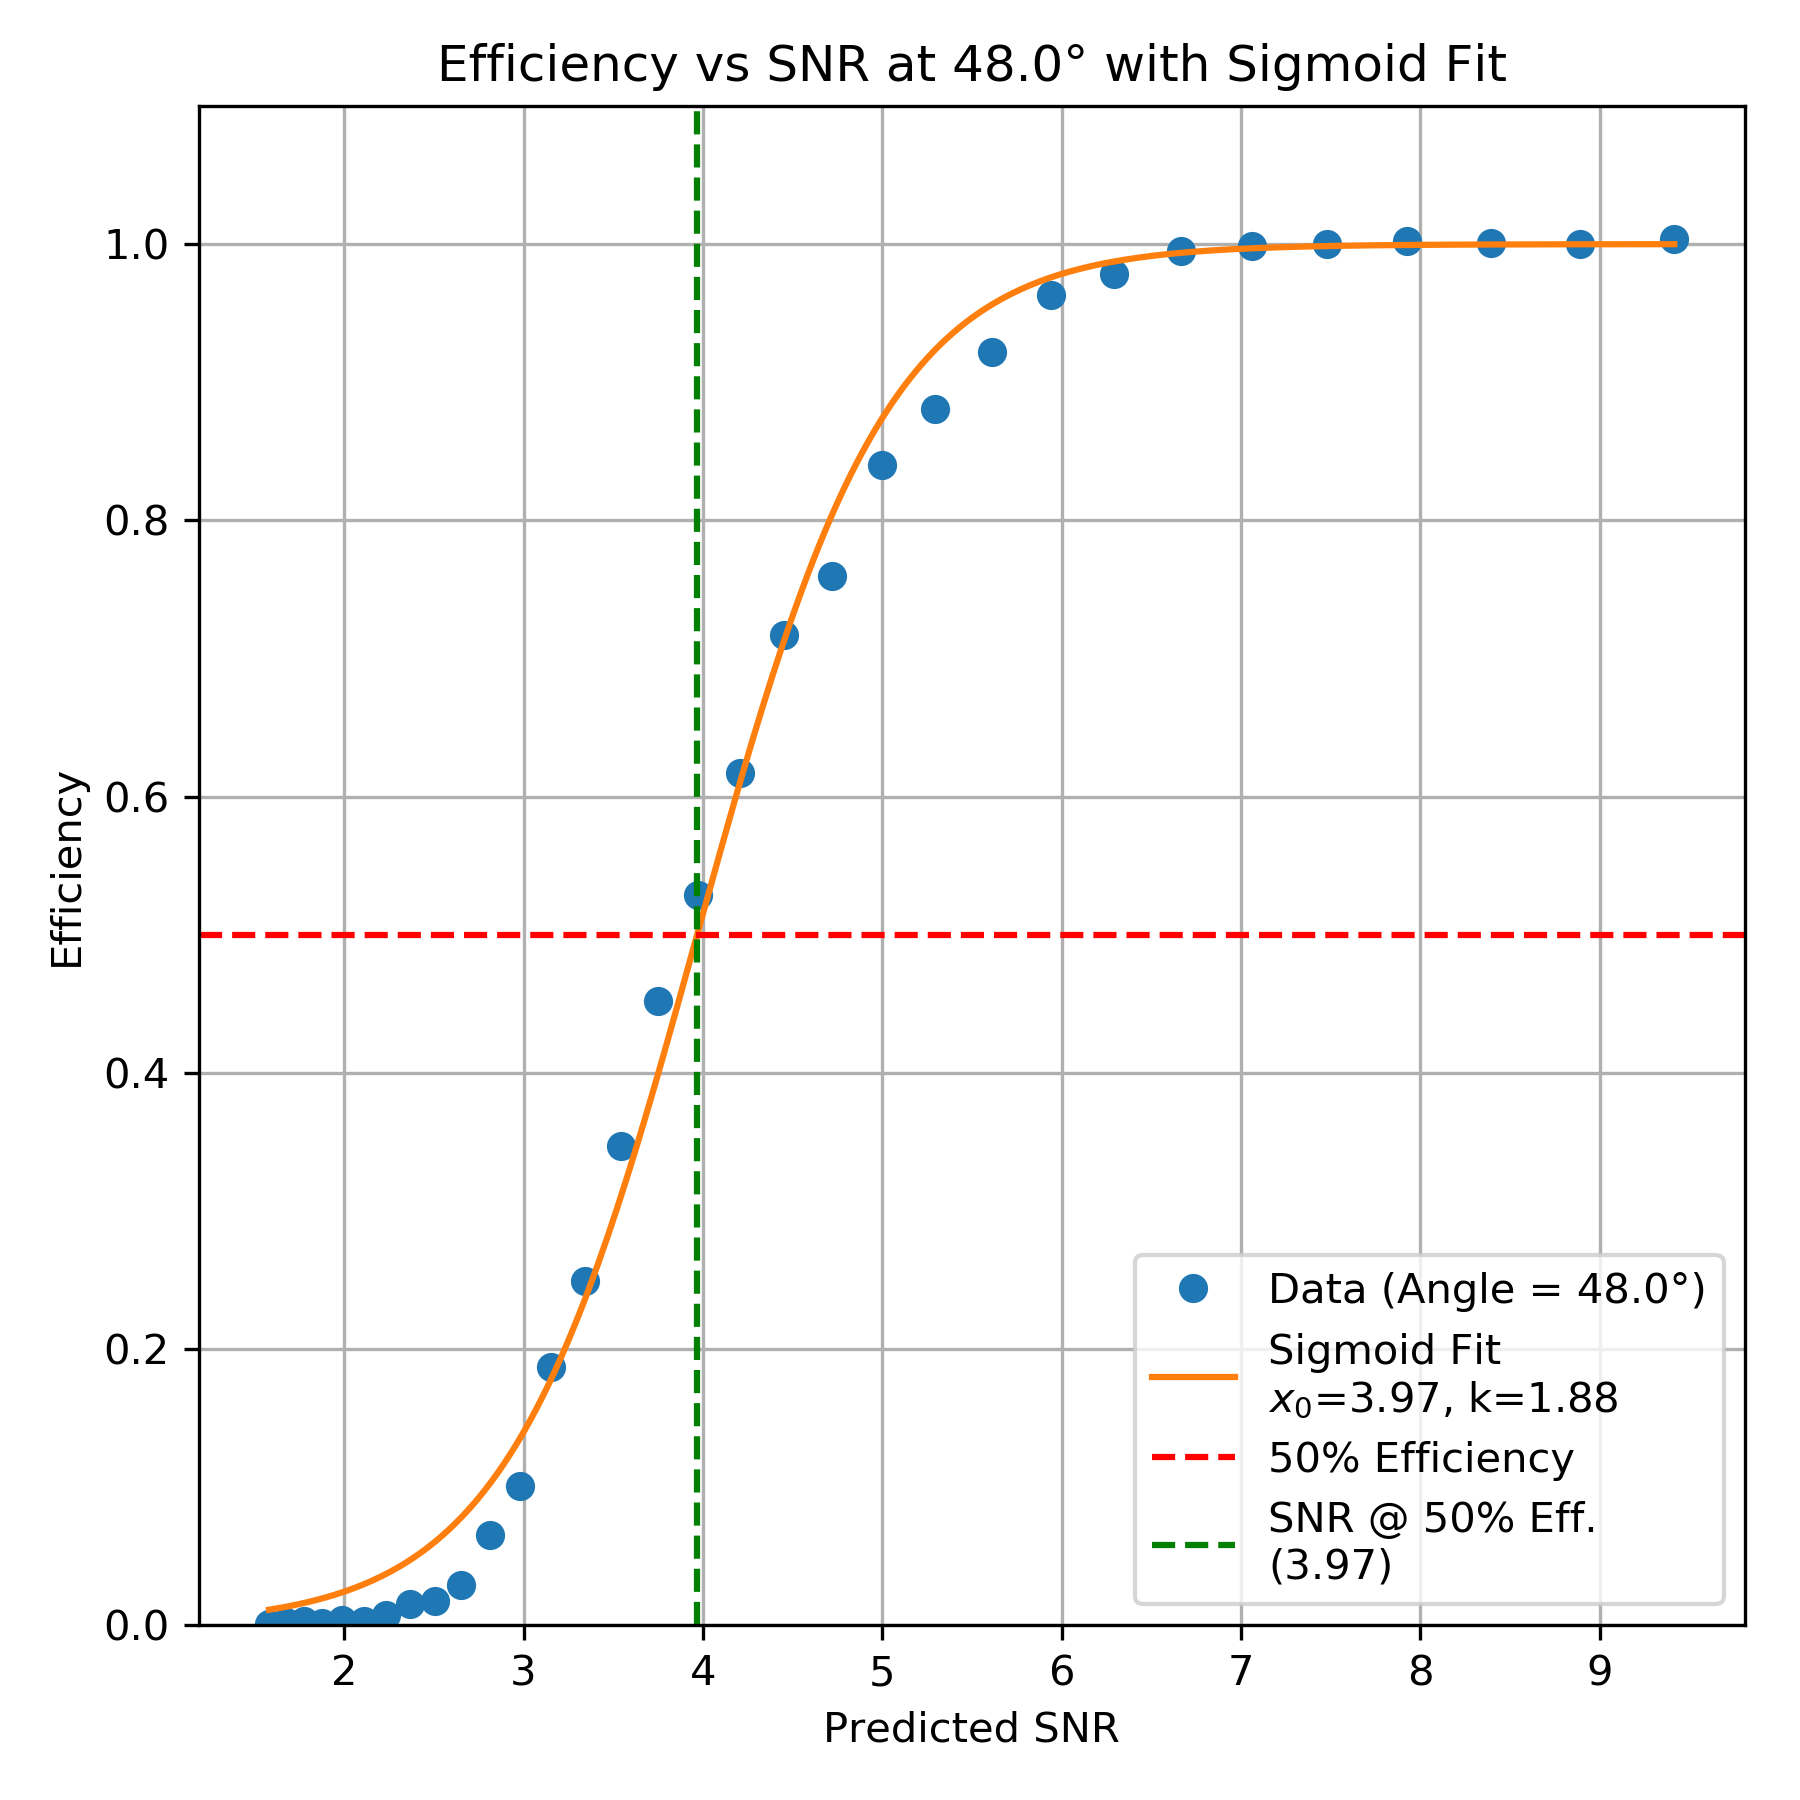 Efficiency vs SNR at 48.0° with Sigmoid Fit
1.0
0.8
0.6
0.4
0.2
0.0
Efficiency
2 3 4 5 6 7 8 9
Predicted SNR
Data (Angle = 48.0°)
Sigmoid Fit
x₀=3.97, k=1.88
50% Efficiency
SNR @ 50% Eff.
(3.97)